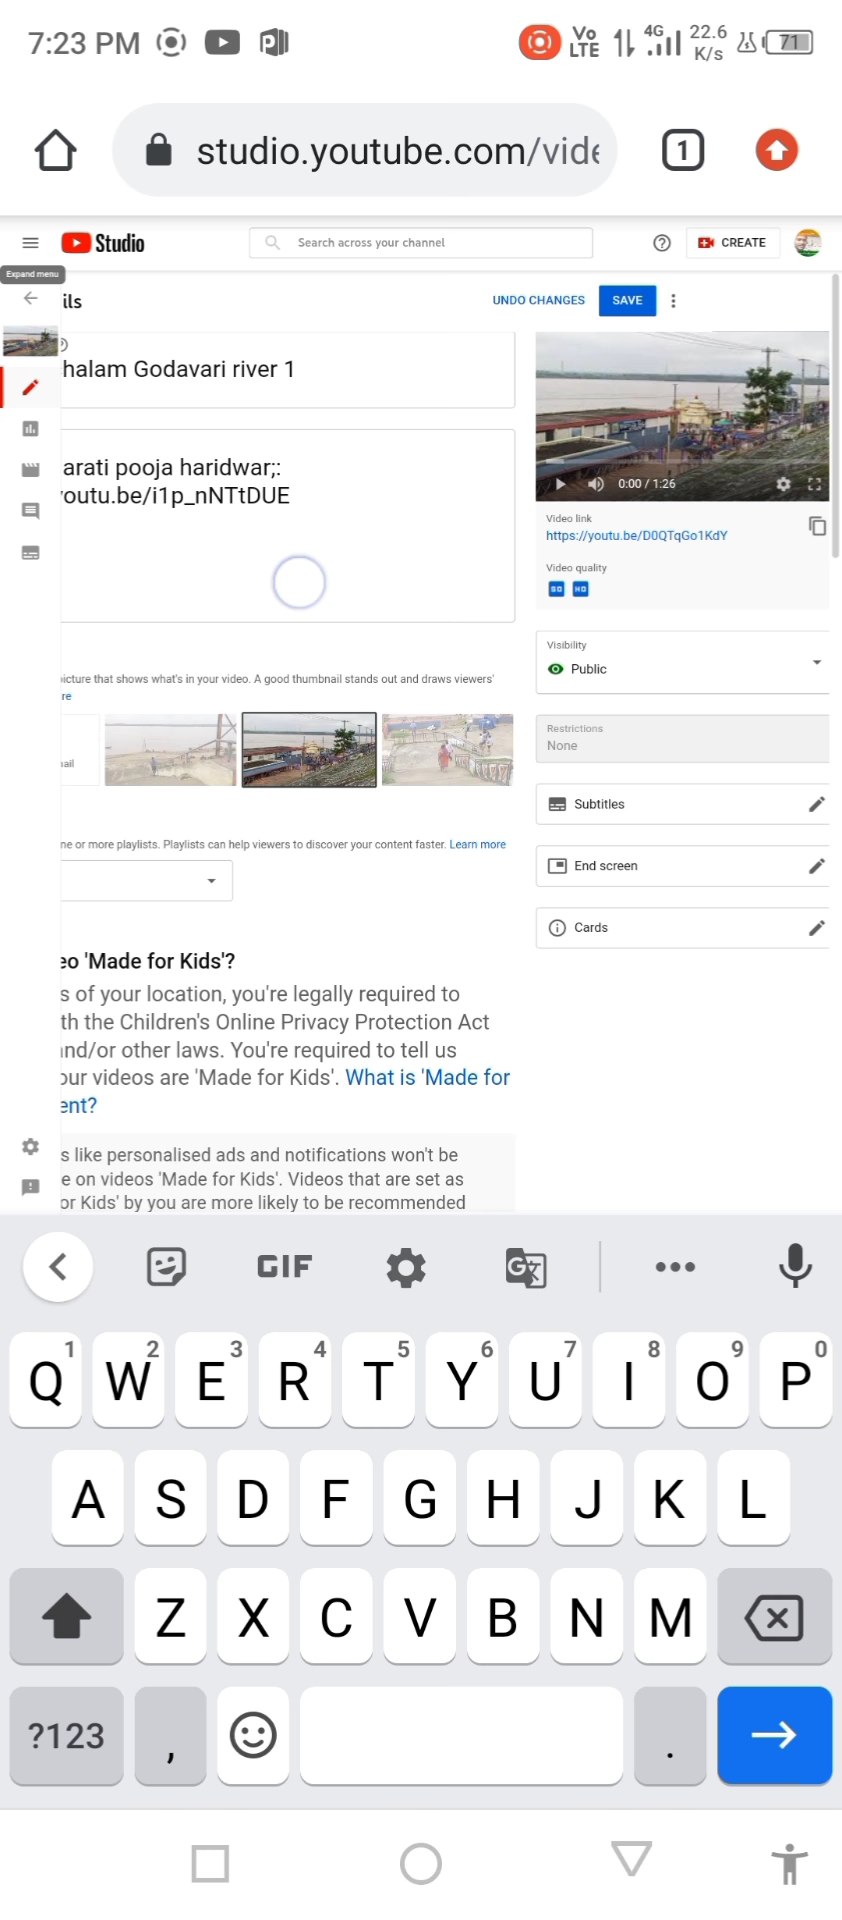 7:23 PM
Vo LTE
4G
22.6 K/s
71
studio.youtube.com/vide
1
Studio
Search across your channel
CREATE
Expand menu
ils
UNDO CHANGES
SAVE
halam Godavari river 1
arati pooja haridwar;:
youtu.be/i1p_nNTtDUE
0:00 / 1:26
Video link
https://youtu.be/D0QTqGo1KdY
Video quality
SD HD
Visibility
Public
Restrictions
None
picture that shows what's in your video. A good thumbnail stands out and draws viewers'
re
ail
Subtitles
ne or more playlists. Playlists can help viewers to discover your content faster. Learn more
End screen
Cards
eo 'Made for Kids'?
s of your location, you're legally required to
th the Children's Online Privacy Protection Act
and/or other laws. You're required to tell us
our videos are 'Made for Kids'. What is 'Made for
ent?
s like personalised ads and notifications won't be
e on videos 'Made for Kids'. Videos that are set as
or Kids' by you are more likely to be recommended
GIF
1 2 3 4 5 6 7 8 9 0
Q W E R T Y U I O P
A S D F G H J K L
Z X C V B N M
?123 , .